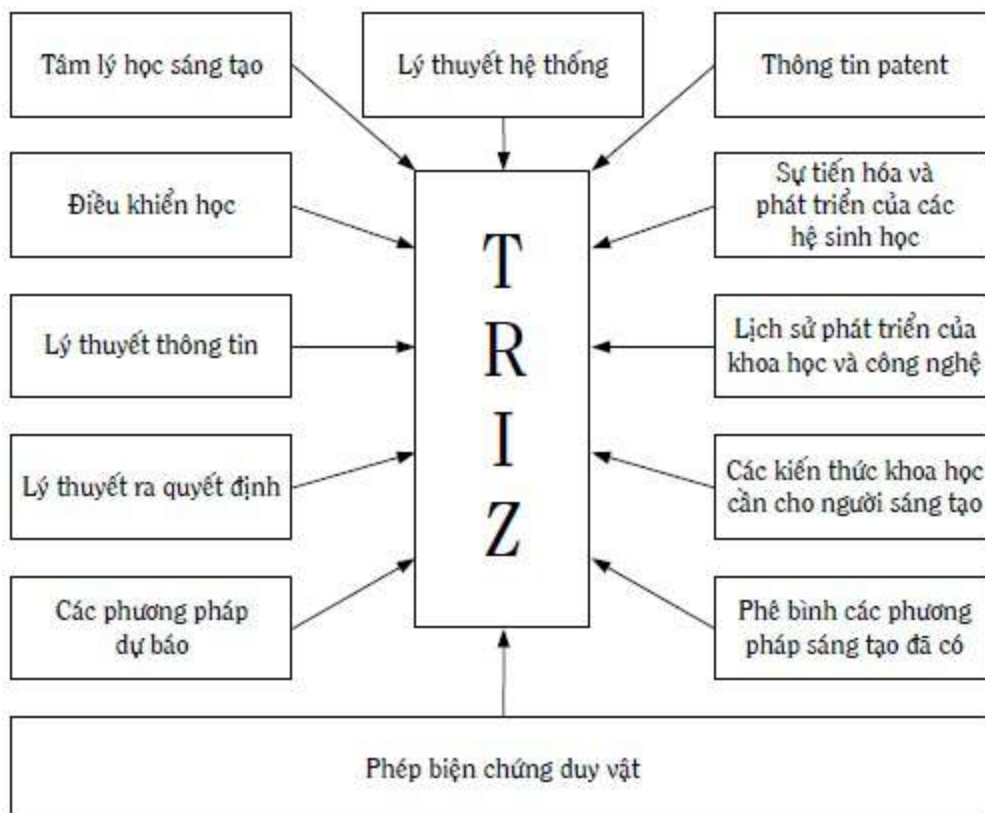 Tâm lý học sáng tạo
Lý thuyết hệ thống
Thông tin patent
Điều khiển học
Sự tiến hóa và
phát triển của các
hệ sinh học
Lý thuyết thông tin
Lịch sử phát triển của
khoa học và công nghệ
Lý thuyết ra quyết định
Các kiến thức khoa học
cần cho người sáng tạo
Các phương pháp
dự báo
Phê bình các phương
pháp sáng tạo đã có
T
R
I
Z
Phép biện chứng duy vật